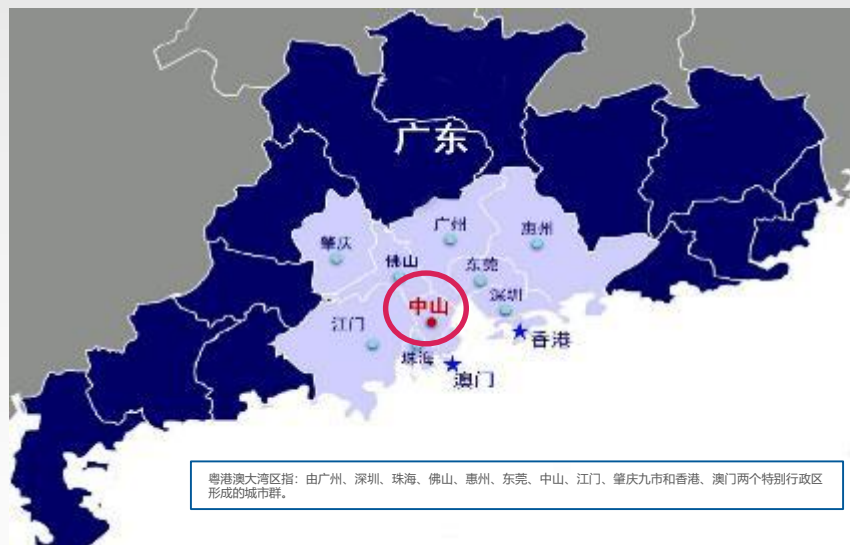 广东
广州
惠州
肇庆
佛山
东莞
深圳
中山
江门
香港
珠海
澳门
粤港澳大湾区指：由广州、深圳、珠海、佛山、惠州、东莞、中山、江门、肇庆九市和香港、澳门两个特别行政区
形成的城市群。